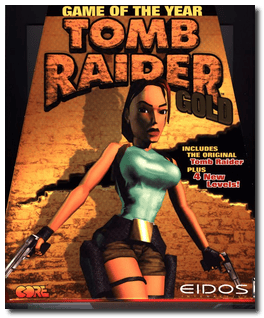 GAME OF THE YEAR
TOMB
RAIDER
GOLD
INCLUDES
THE ORIGINAL
Tomb Raider
PLUS
4 New
Levels!
CORE
EIDOS